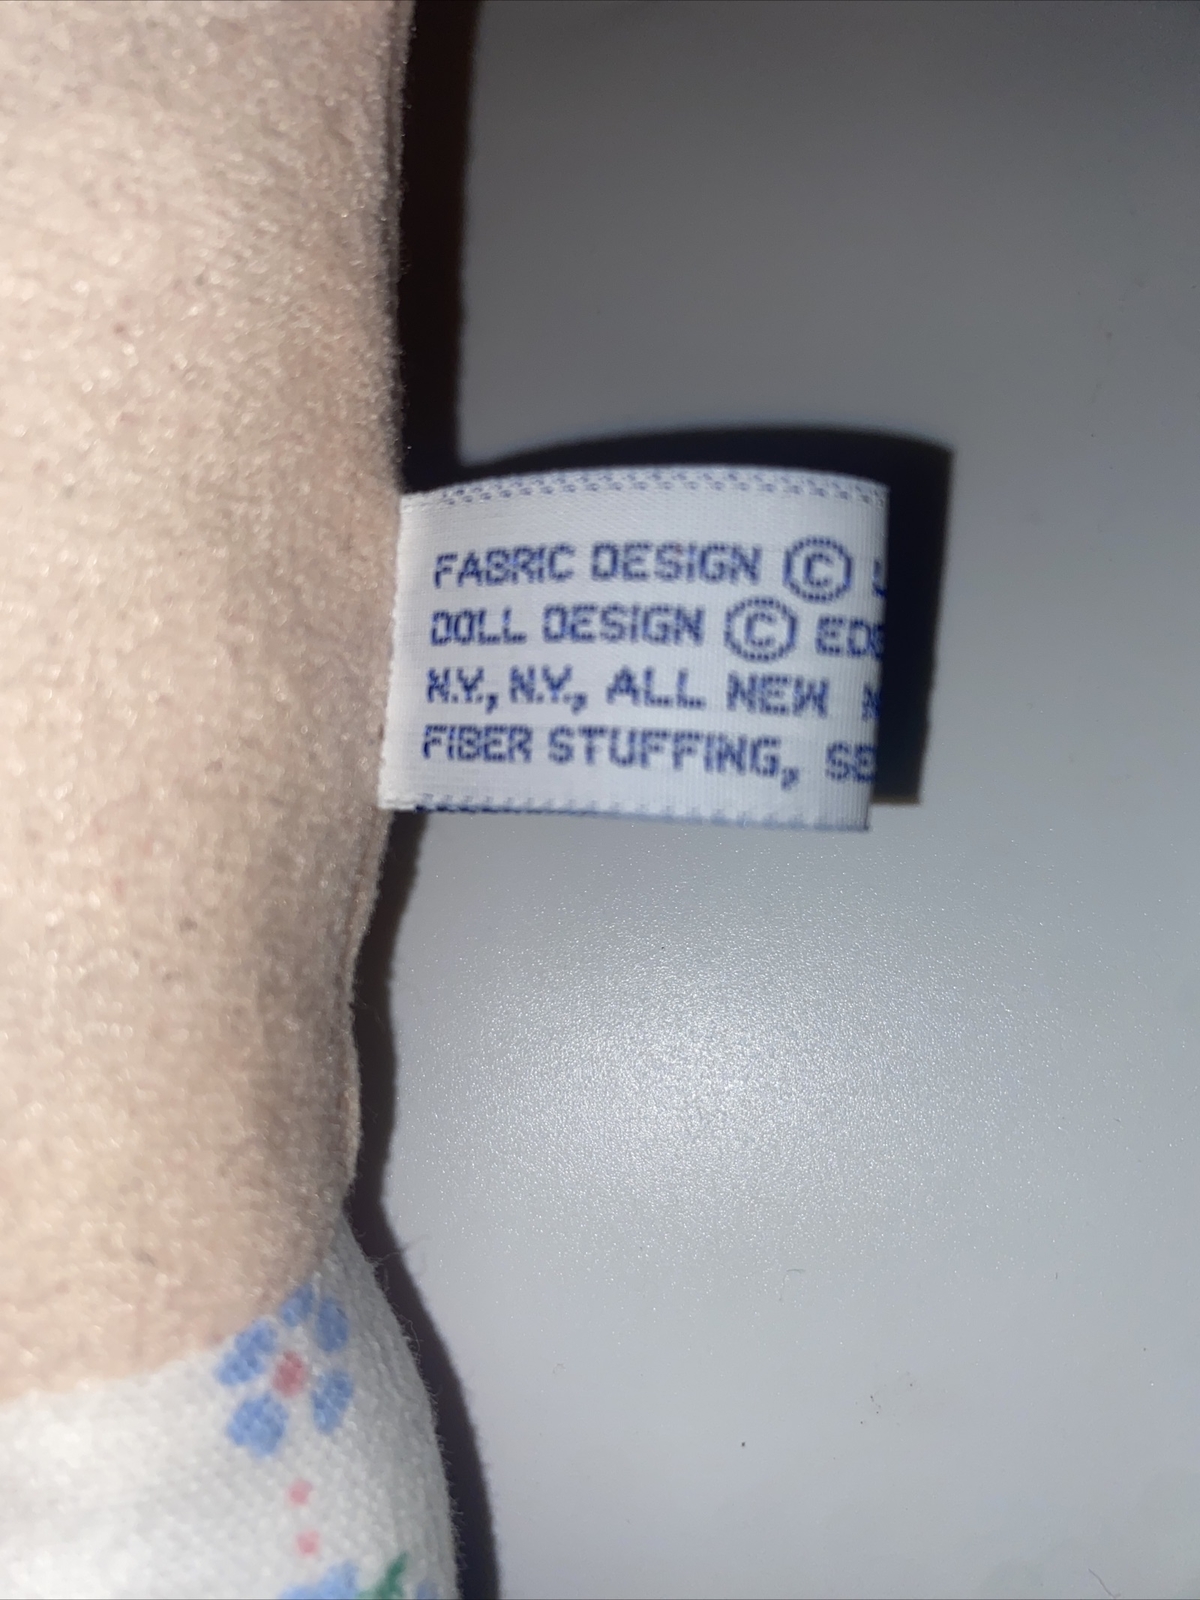 FABRIC DESIGN ©
DOLL DESIGN ©
N.Y., N.Y., ALL NEW
FIBER STUFFING,